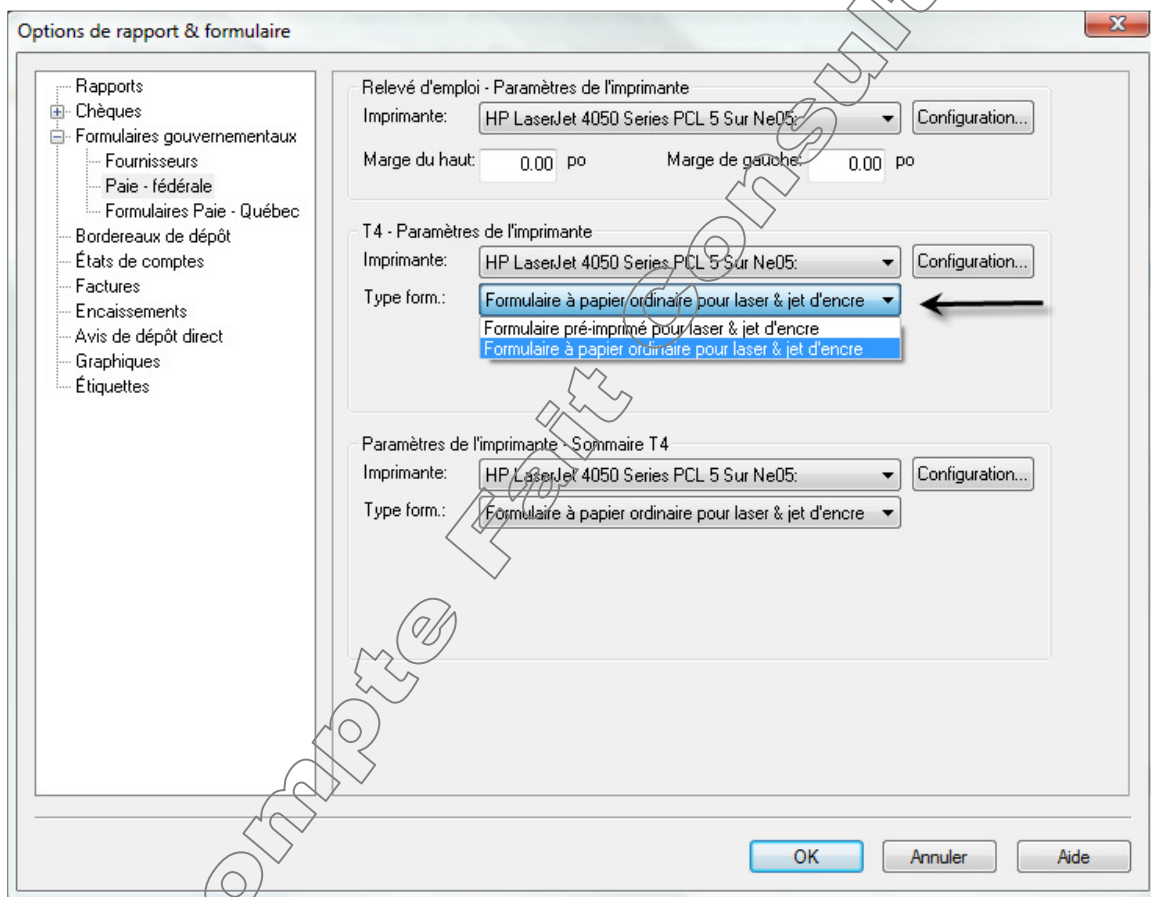 Options de rapport & formulaire
Rapports
Chèques
Formulaires gouvernementaux
Fournisseurs
Paie - fédérale
Formulaires Paie - Québec
Bordereaux de dépôt
États de comptes
Factures
Encaissements
Avis de dépôt direct
Graphiques
Étiquettes
Relevé d'emploi - Paramètres de l'imprimante
Imprimante: HP LaserJet 4050 Series PCL 5 Sur Ne05: Configuration...
Marge du haut: 0.00 po Marge de gauche: 0.00 po
T4 - Paramètres de l'imprimante
Imprimante: HP LaserJet 4050 Series PCL 5 Sur Ne05: Configuration...
Type form.: Formulaire à papier ordinaire pour laser & jet d'encre
Formulaire pré-imprimé pour laser & jet d'encre
Formulaire à papier ordinaire pour laser & jet d'encre
Paramètres de l'imprimante - Sommaire T4
Imprimante: HP LaserJet 4050 Series PCL 5 Sur Ne05: Configuration...
Type form.: Formulaire à papier ordinaire pour laser & jet d'encre
OK Annuler Aide
ompte Fait Consult